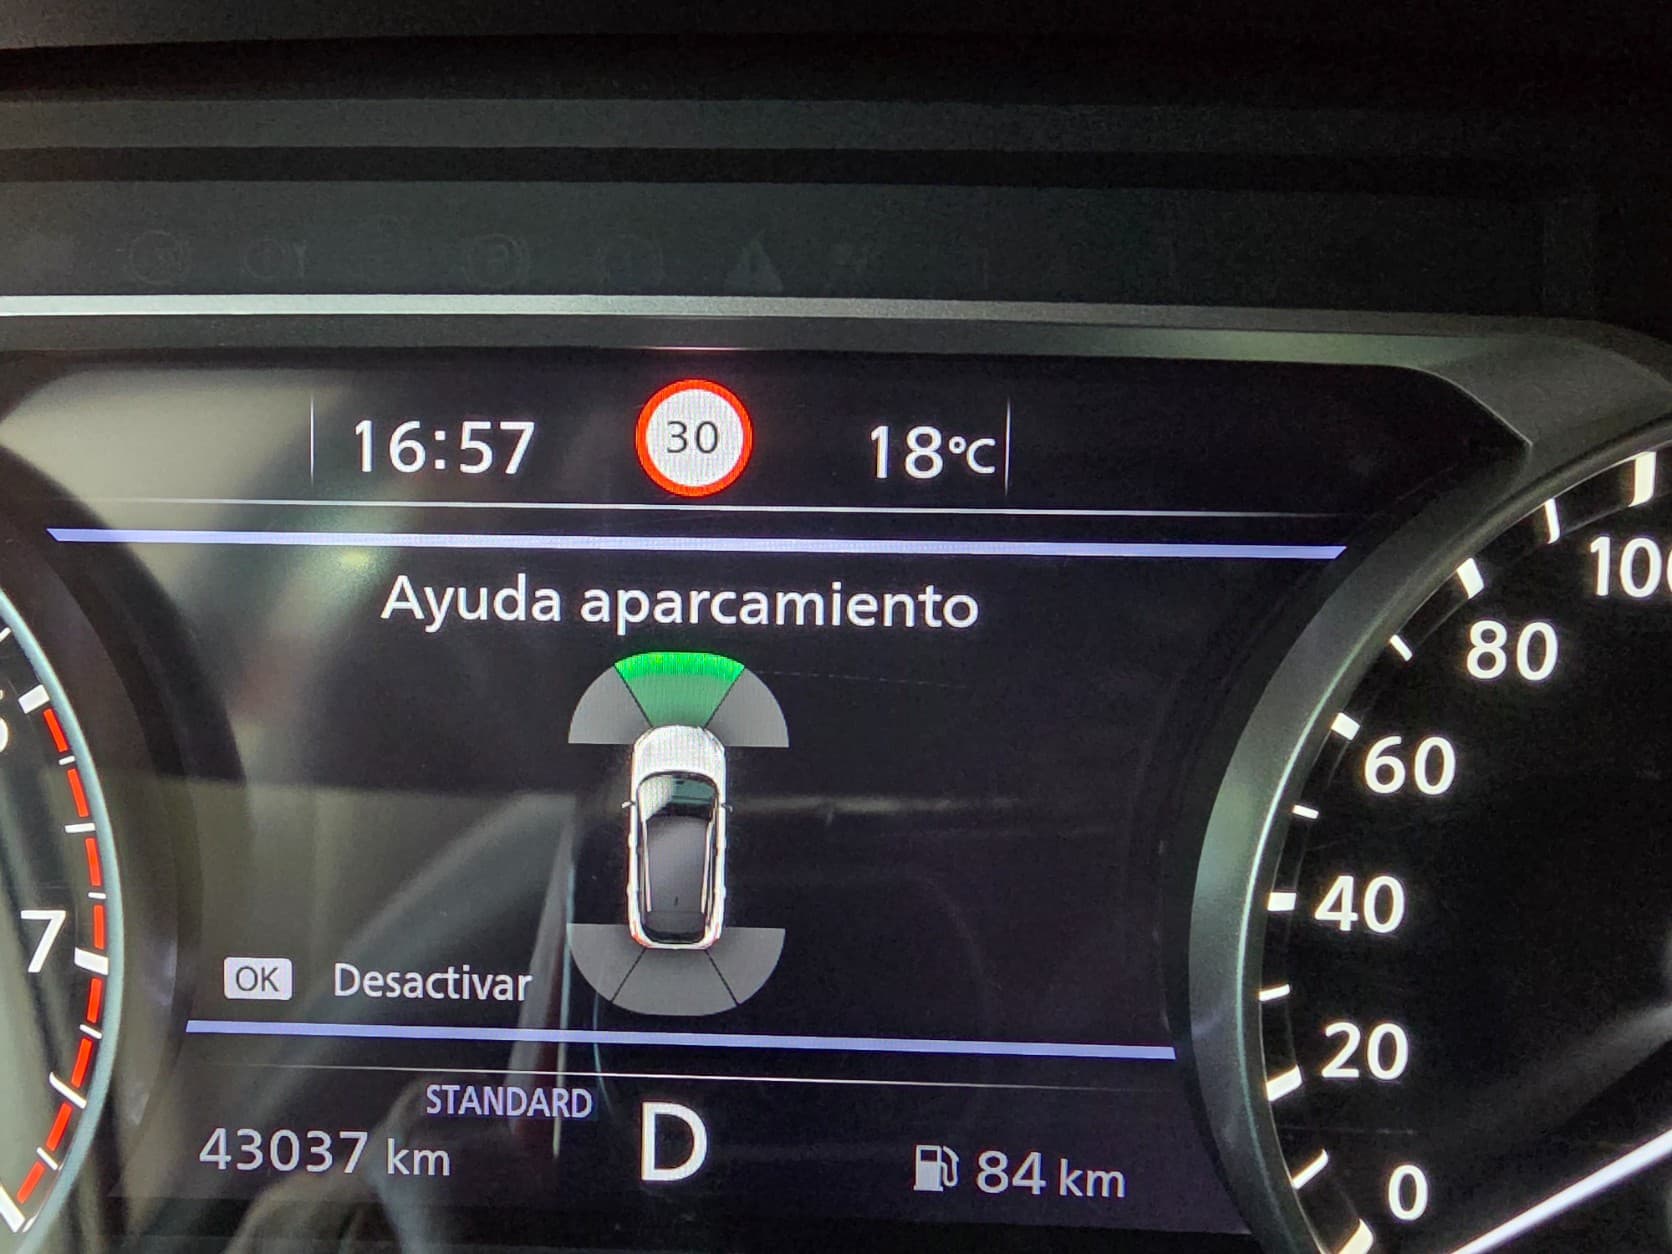 16:57 30 18°C
Ayuda aparcamiento
OK Desactivar
STANDARD
43037 km D 84 km
7
100
80
60
40
20
0